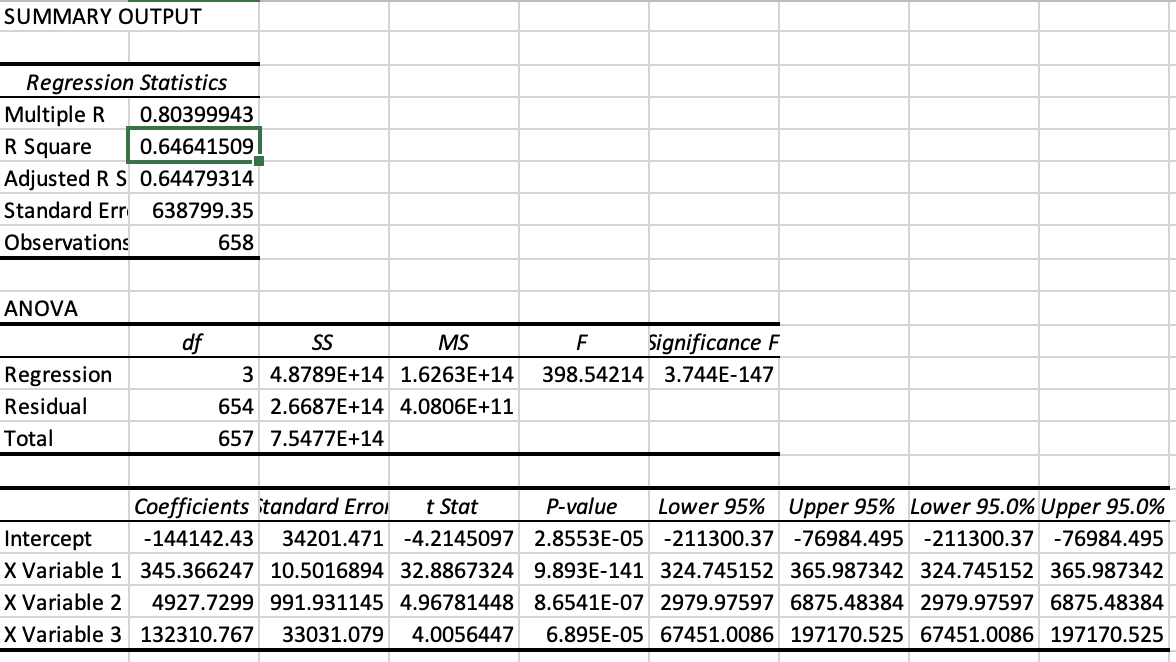 SUMMARY OUTPUT
Regression Statistics
Multiple R 0.80399943
R Square 0.64641509
Adjusted R S 0.64479314
Standard Err 638799.35
Observations 658
ANOVA
df SS MS F Significance F
Regression 3 4.8789E+14 1.6263E+14 398.54214 3.744E-147
Residual 654 2.6687E+14 4.0806E+11
Total 657 7.5477E+14
Coefficients Standard Error t Stat P-value Lower 95% Upper 95% Lower 95.0% Upper 95.0%
Intercept -144142.43 34201.471 -4.2145097 2.8553E-05 -211300.37 -76984.495 -211300.37 -76984.495
X Variable 1 345.366247 10.5016894 32.8867324 9.893E-141 324.745152 365.987342 324.745152 365.987342
X Variable 2 4927.7299 991.931145 4.96781448 8.6541E-07 2979.97597 6875.48384 2979.97597 6875.48384
X Variable 3 132310.767 33031.079 4.0056447 6.895E-05 67451.0086 197170.525 67451.0086 197170.525